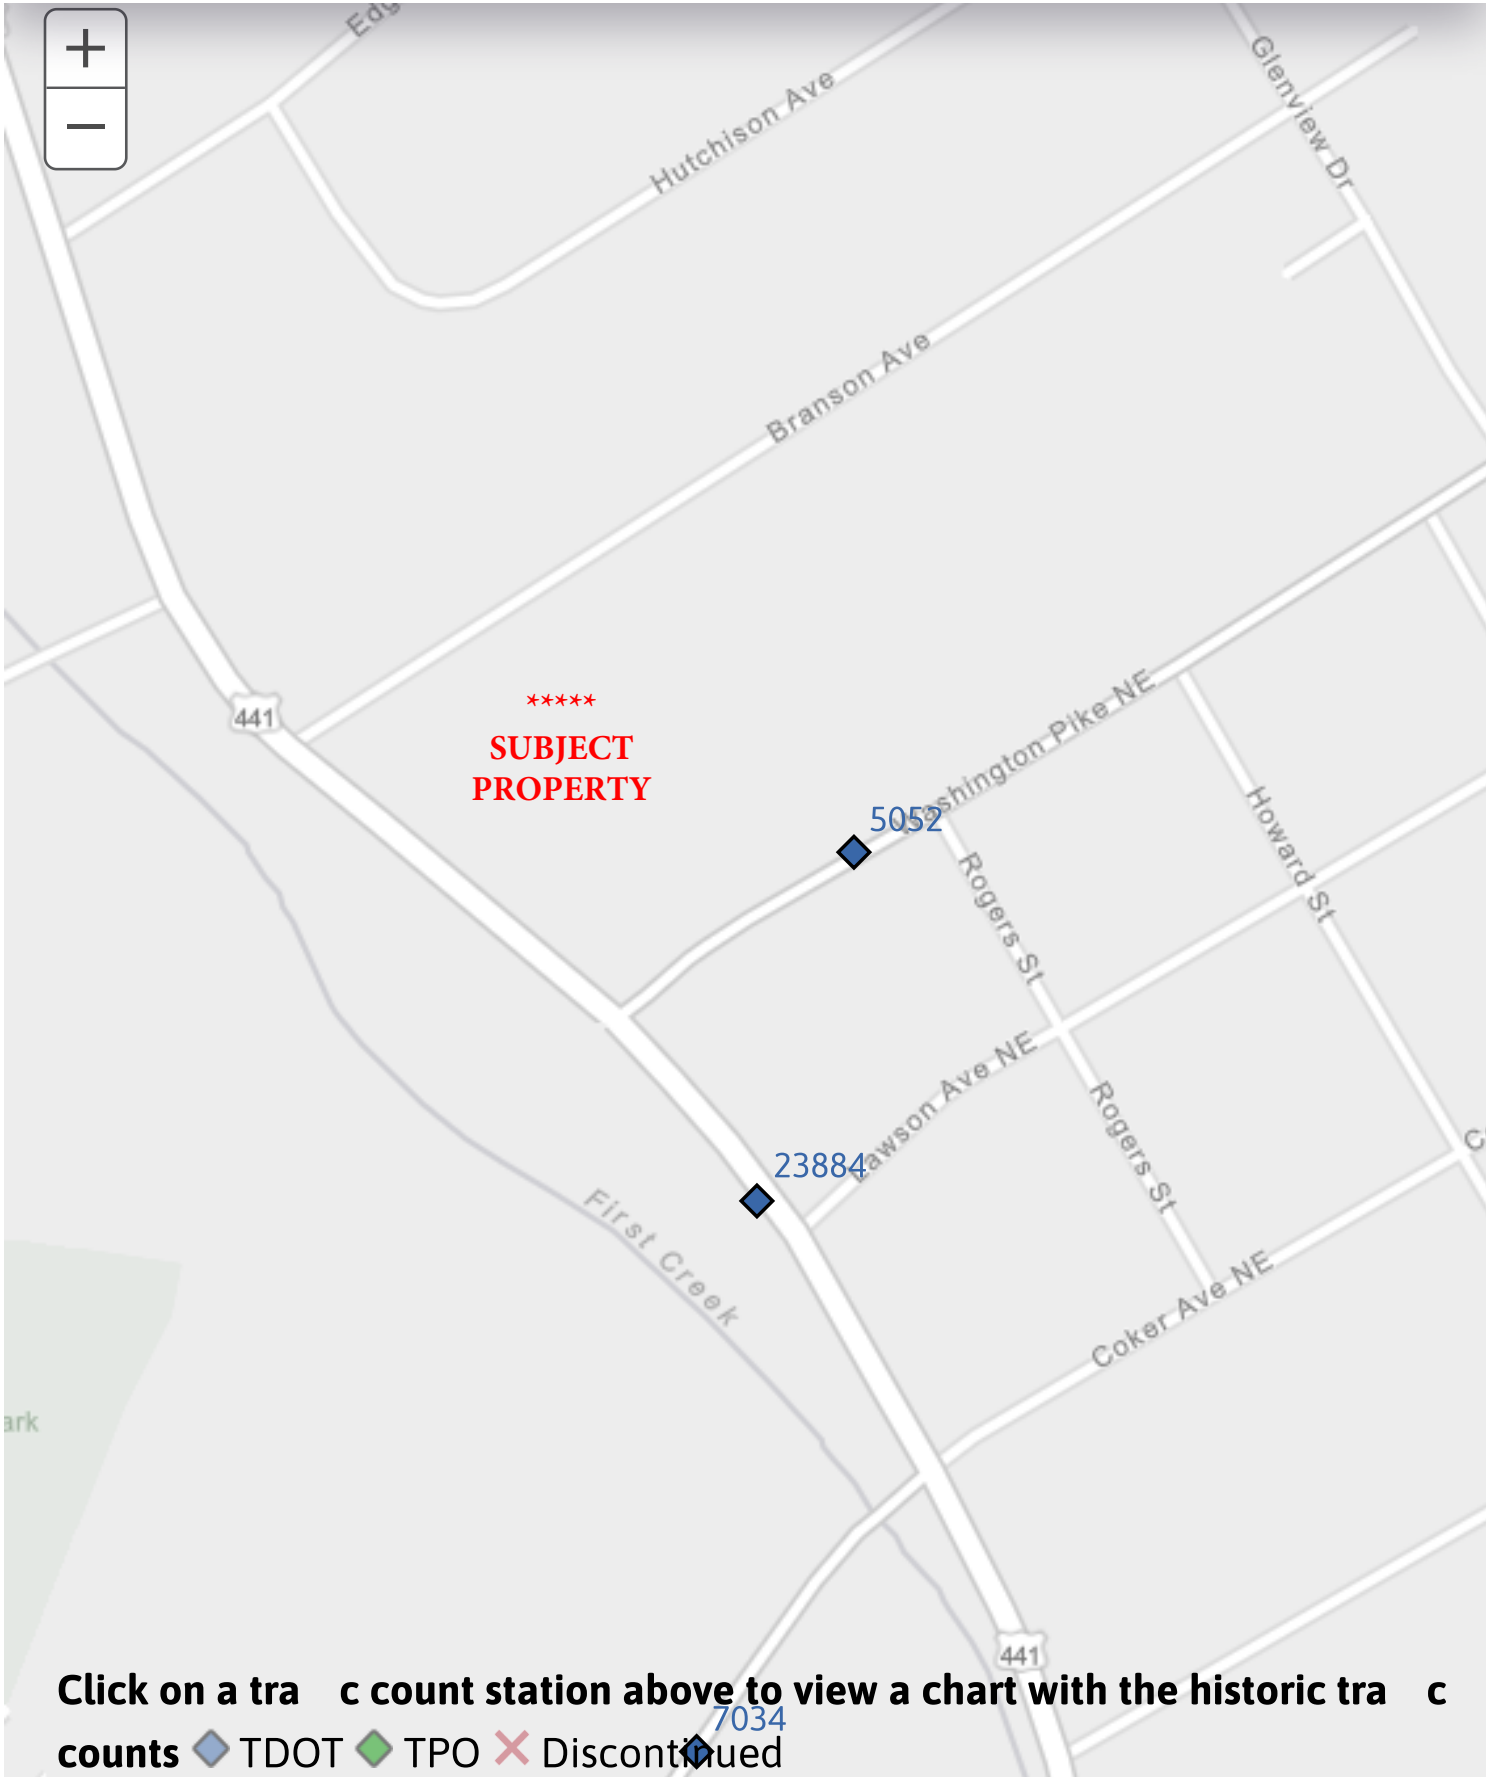 +
−
Edg
Hutchison Ave
Glenview Dr
Branson Ave
441
*****
SUBJECT
PROPERTY
Washington Pike NE
5052
Rogers St
Howard St
Lawson Ave NE
23884
Rogers St
First Creek
Coker Ave NE
C
ark
441
Click on a tra c count station above to view a chart with the historic tra c
7034
counts TDOT TPO Discontinued